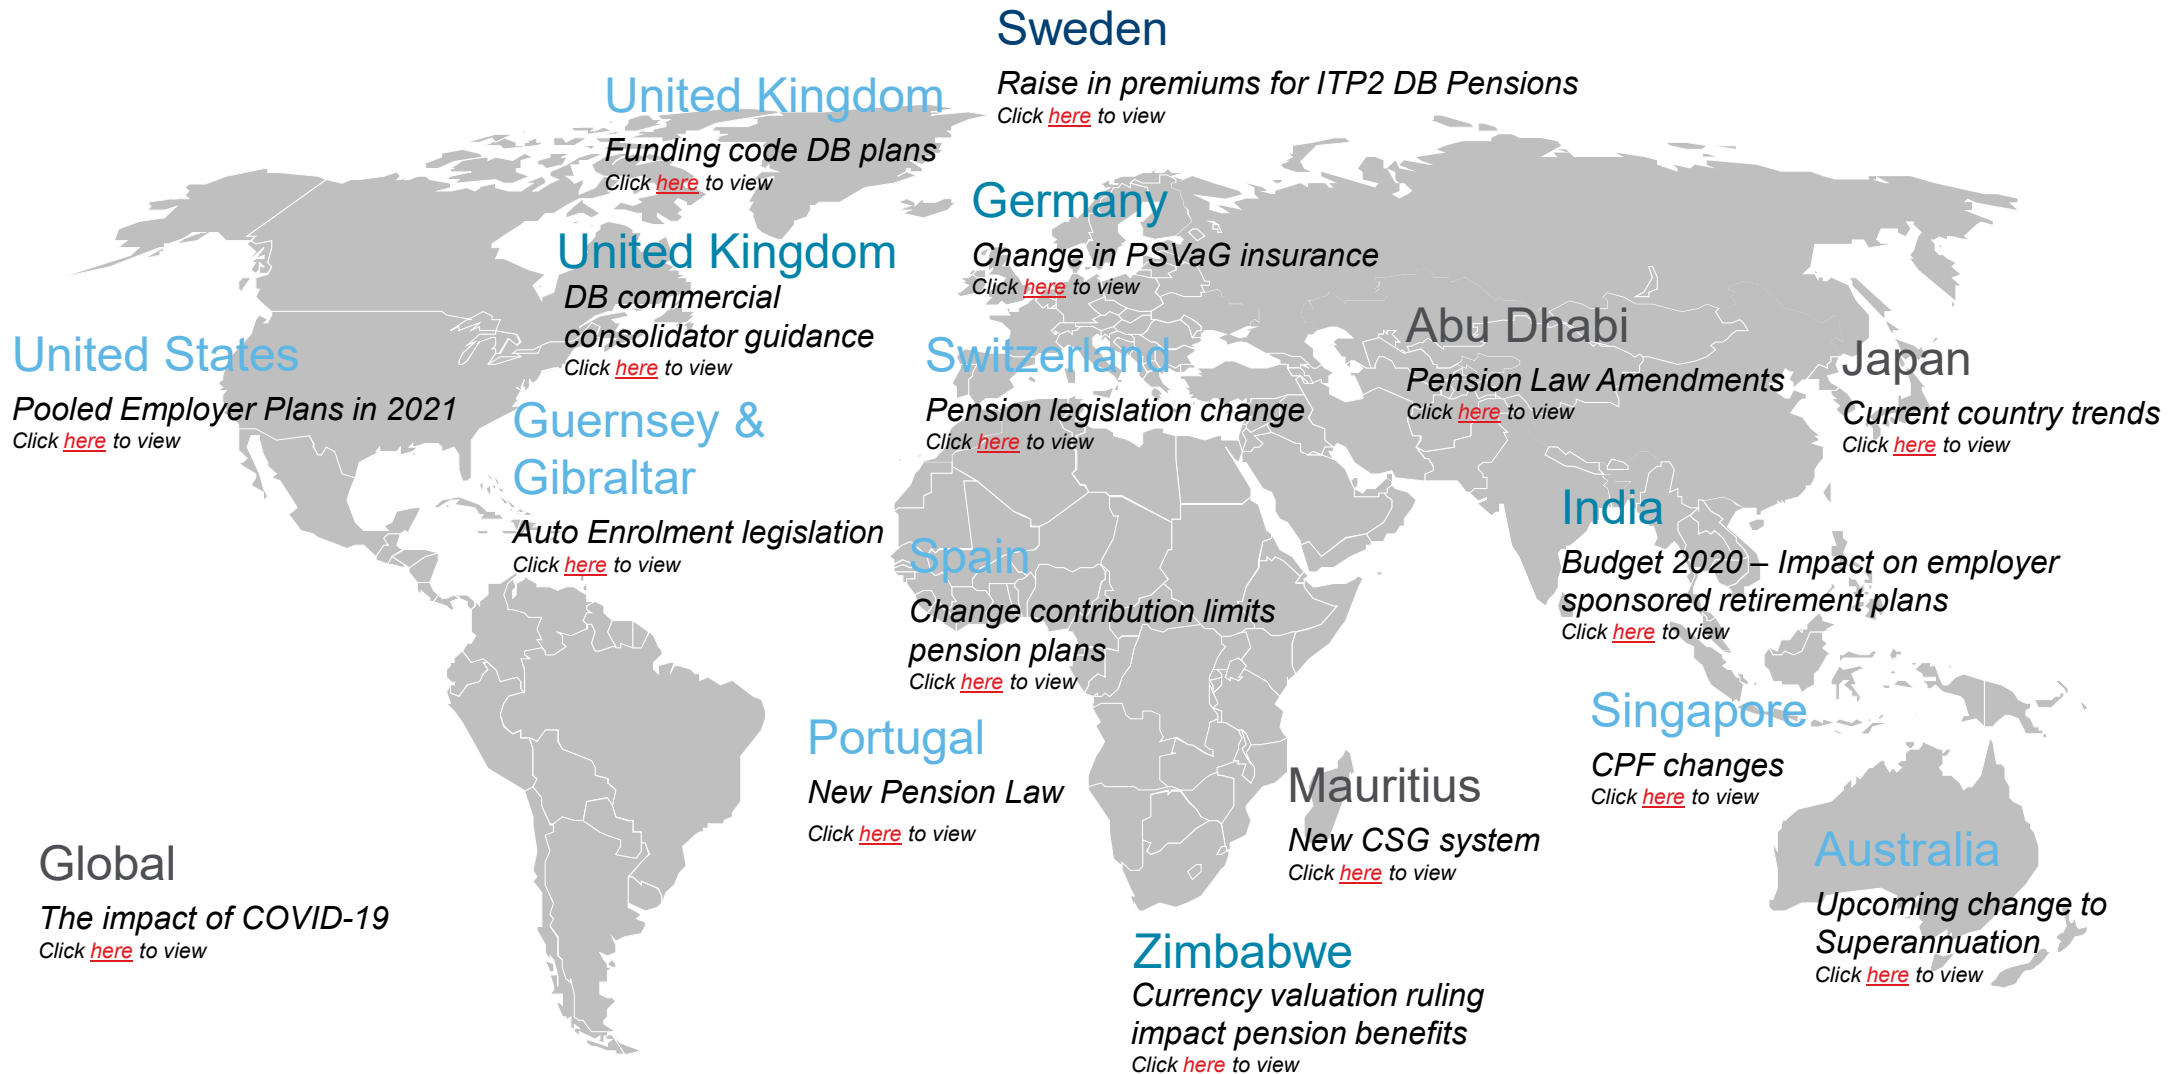 Sweden
Raise in premiums for ITP2 DB Pensions
Click here to view
United Kingdom
Funding code DB plans
Click here to view
Germany
Change in PSVaG insurance
Click here to view
United Kingdom
DB commercial
consolidator guidance
Click here to view
Abu Dhabi
Pension Law Amendments
Click here to view
United States
Pooled Employer Plans in 2021
Click here to view
Switzerland
Pension legislation change
Click here to view
Japan
Current country trends
Click here to view
Guernsey &
Gibraltar
Auto Enrolment legislation
Click here to view
India
Budget 2020 – Impact on employer
sponsored retirement plans
Click here to view
Spain
Change contribution limits
pension plans
Click here to view
Singapore
CPF changes
Click here to view
Portugal
New Pension Law
Click here to view
Mauritius
New CSG system
Click here to view
Global
The impact of COVID-19
Click here to view
Australia
Upcoming change to
Superannuation
Click here to view
Zimbabwe
Currency valuation ruling
impact pension benefits
Click here to view